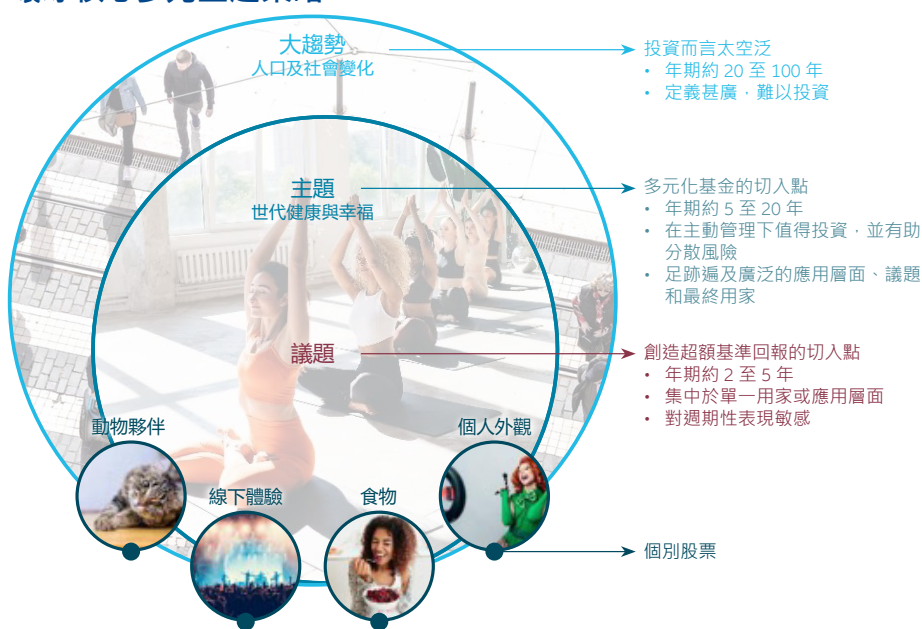 大趨勢
人口及社會變化
投資而言太空泛
• 年期約 20 至 100 年
• 定義甚廣，難以投資
主題
世代健康與幸福
多元化基金的切入點
• 年期約 5 至 20 年
• 在主動管理下值得投資，並有助
分散風險
• 足跡遍及廣泛的應用層面、議題
和最終用家
議題
創造超額基準回報的切入點
• 年期約 2 至 5 年
• 集中於單一用家或應用層面
• 對週期性表現敏感
動物夥伴
個人外觀
線下體驗
食物
個別股票